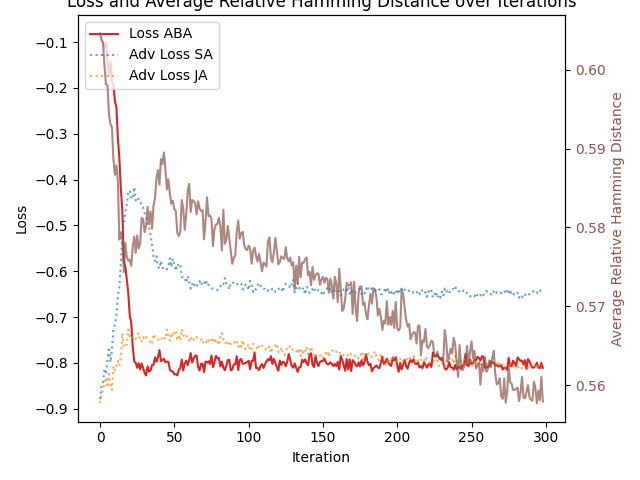 Loss and Average Relative Hamming Distance over Iterations
Loss ABA
Adv Loss SA
Adv Loss JA
−0.1
−0.2
−0.3
−0.4
−0.5
−0.6
−0.7
−0.8
−0.9
Loss
0.60
0.59
0.58
0.57
0.56
Average Relative Hamming Distance
0 50 100 150 200 250 300
Iteration